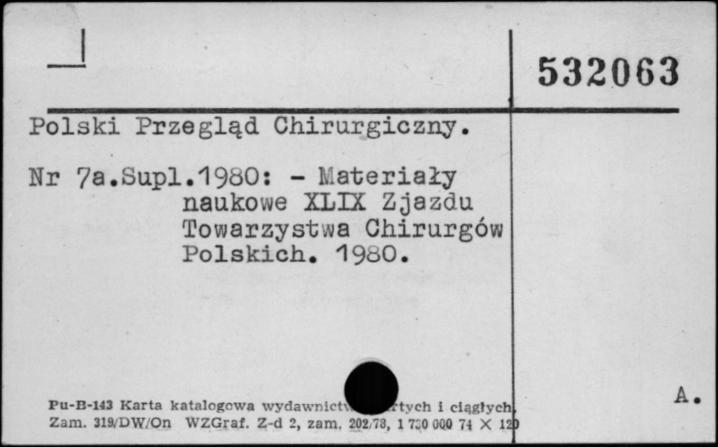 532063
Polski Przegląd Chirurgiczny.
Nr 7a.Supl.1980: - Materiały
naukowe XLIX Zjazdu
Towarzystwa Chirurgów
Polskich. 1980.
A.
Pu-B-143 Karta katalogowa i ciągłych
Zam. 319/DW/On WZGraf. Z-d 2, zam. 202/78, 1 730 000 74 X 120